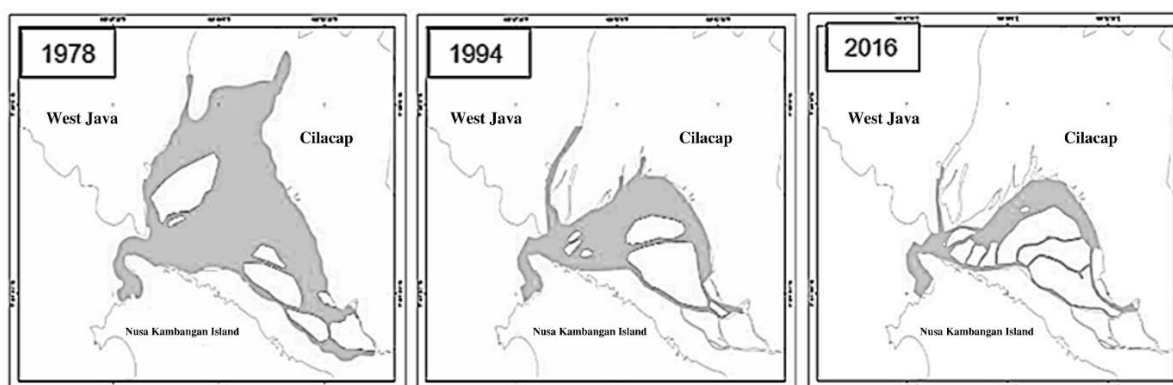 1978
West Java
Cilacap
Nusa Kambangan Island
1994
West Java
Cilacap
Nusa Kambangan Island
2016
West Java
Cilacap
Nusa Kambangan Island